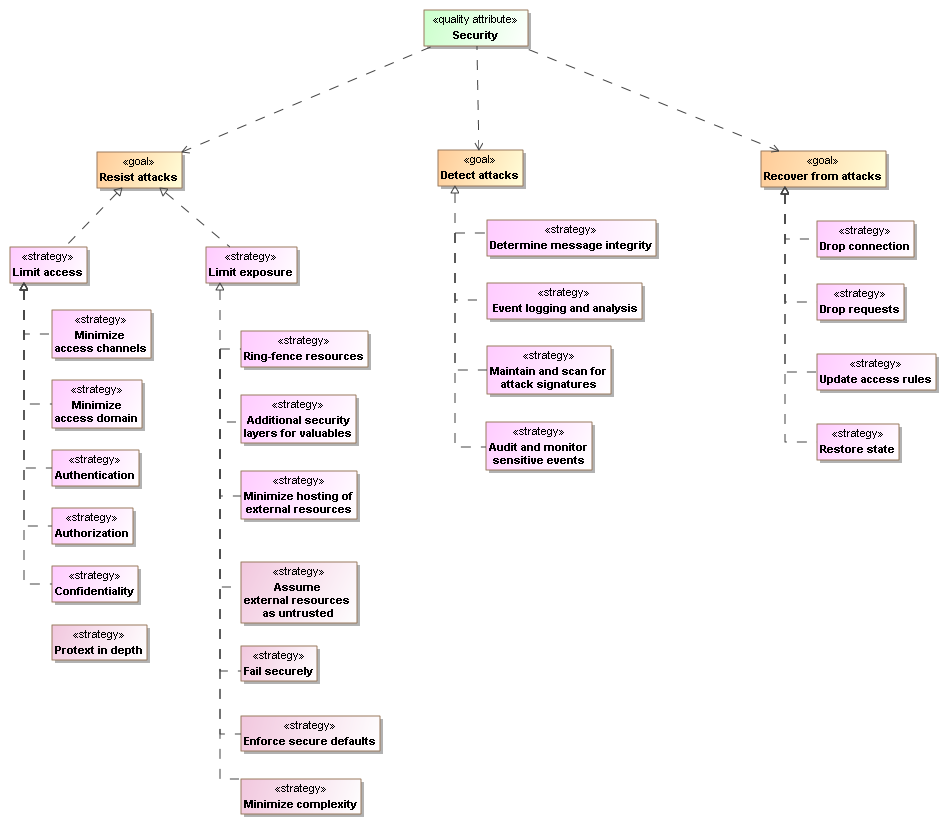 «quality attribute»
Security
«goal»
Resist attacks
«goal»
Detect attacks
«goal»
Recover from attacks
«strategy»
Limit access
«strategy»
Minimize
access channels
«strategy»
Minimize
access domain
«strategy»
Authentication
«strategy»
Authorization
«strategy»
Confidentiality
«strategy»
Protext in depth
«strategy»
Limit exposure
«strategy»
Ring-fence resources
«strategy»
Additional security
layers for valuables
«strategy»
Minimize hosting of
external resources
«strategy»
Assume
external resources
as untrusted
«strategy»
Fail securely
«strategy»
Enforce secure defaults
«strategy»
Minimize complexity
«strategy»
Determine message integrity
«strategy»
Event logging and analysis
«strategy»
Maintain and scan for
attack signatures
«strategy»
Audit and monitor
sensitive events
«strategy»
Drop connection
«strategy»
Drop requests
«strategy»
Update access rules
«strategy»
Restore state